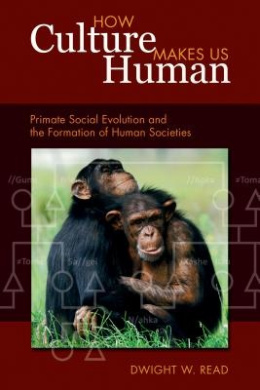 HOW
Culture
MAKES US
Human
Primate Social Evolution and
the Formation of Human Societies
DWIGHT W. READ